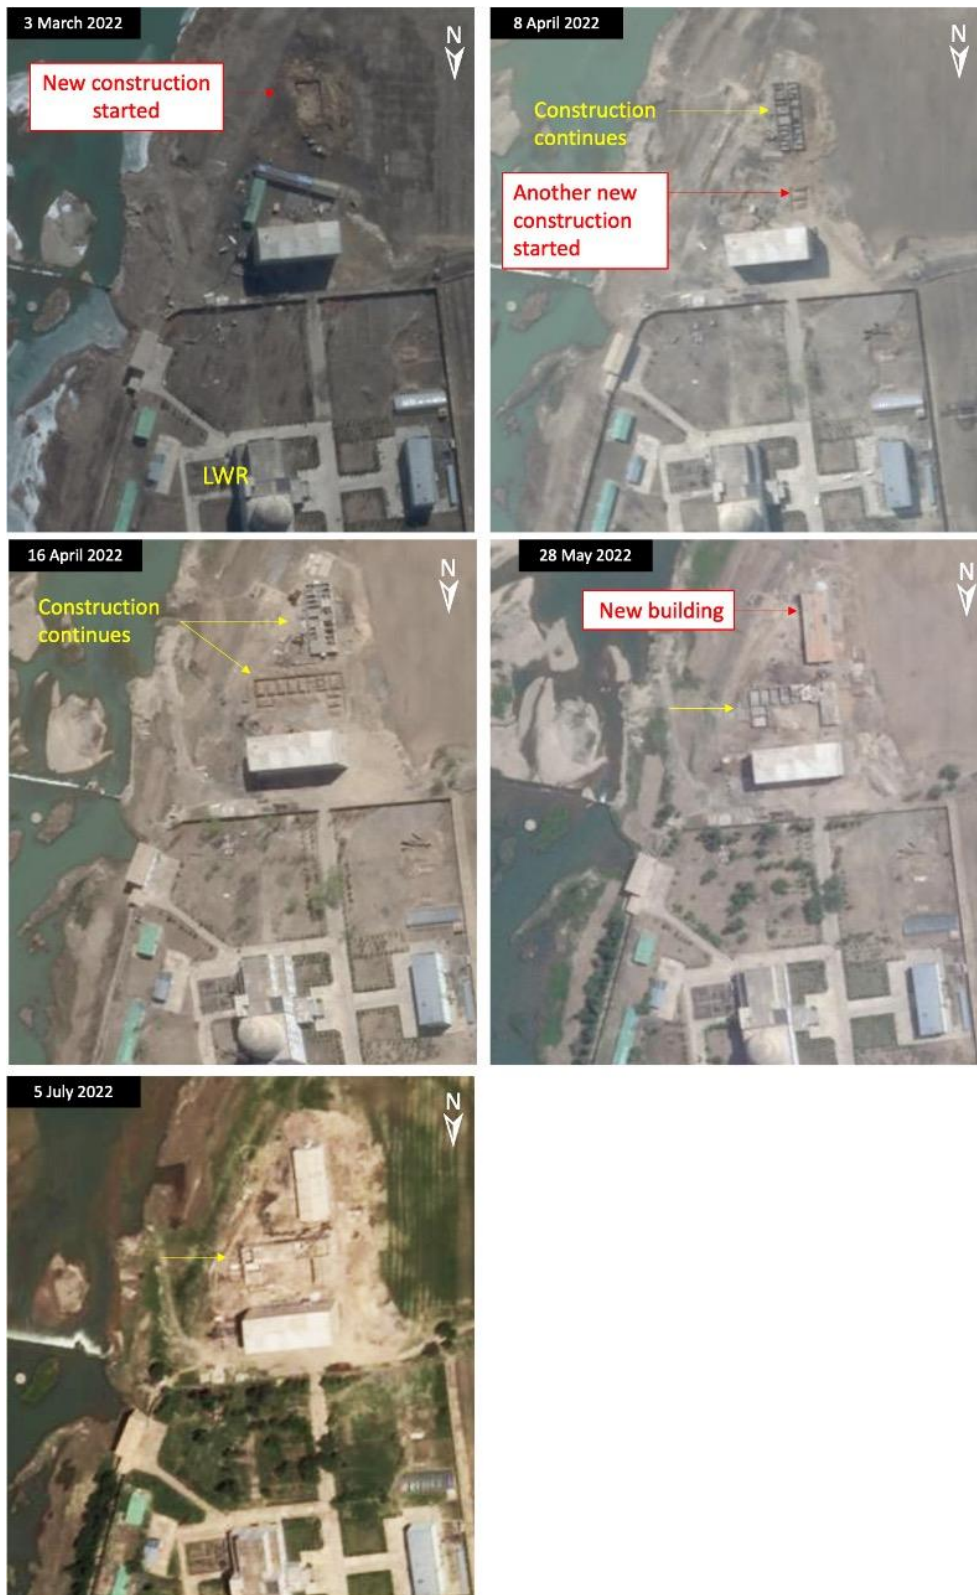 3 March 2022
N
New construction
started
LWR
8 April 2022
N
Construction
continues
Another new
construction
started
16 April 2022
N
Construction
continues
28 May 2022
N
New building
5 July 2022
N